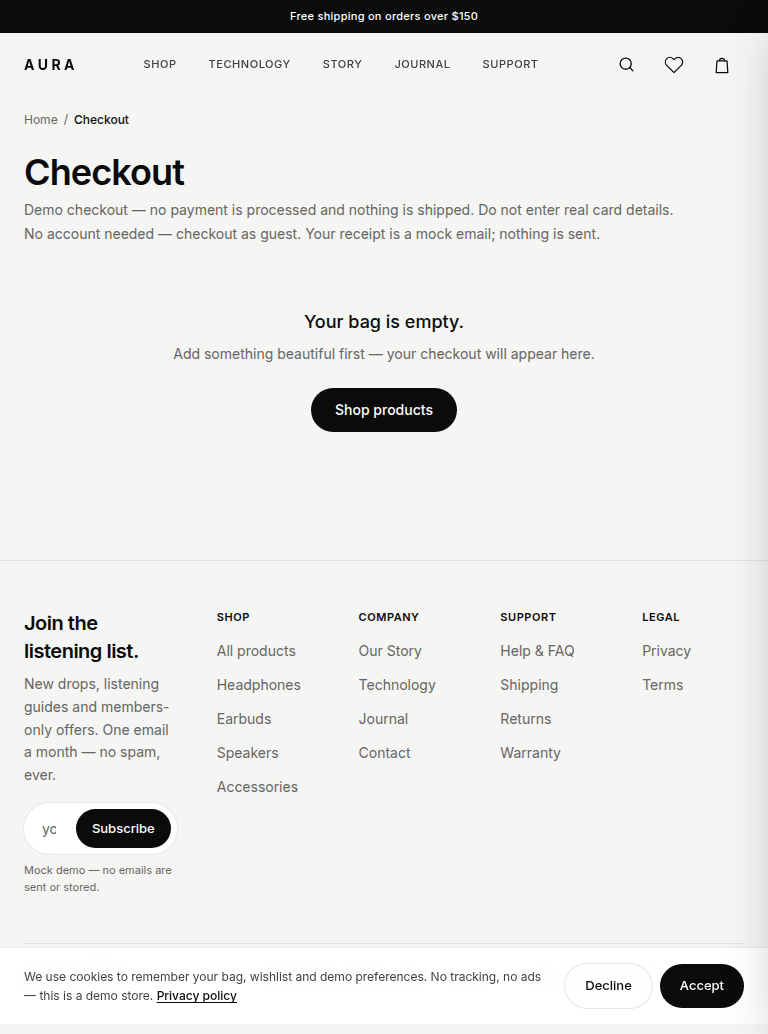 Free shipping on orders over $150
AURA
SHOP
TECHNOLOGY
STORY
JOURNAL
SUPPORT
Home / Checkout
Checkout
Demo checkout — no payment is processed and nothing is shipped. Do not enter real card details.
No account needed — checkout as guest. Your receipt is a mock email; nothing is sent.
Your bag is empty.
Add something beautiful first — your checkout will appear here.
Shop products
Join the
listening list.
New drops, listening
guides and members-
only offers. One email
a month — no spam,
ever.
Subscribe
Mock demo — no emails are
sent or stored.
SHOP
All products
Headphones
Earbuds
Speakers
Accessories
COMPANY
Our Story
Technology
Journal
Contact
SUPPORT
Help & FAQ
Shipping
Returns
Warranty
LEGAL
Privacy
Terms
We use cookies to remember your bag, wishlist and demo preferences. No tracking, no ads
— this is a demo store. Privacy policy
Decline
Accept